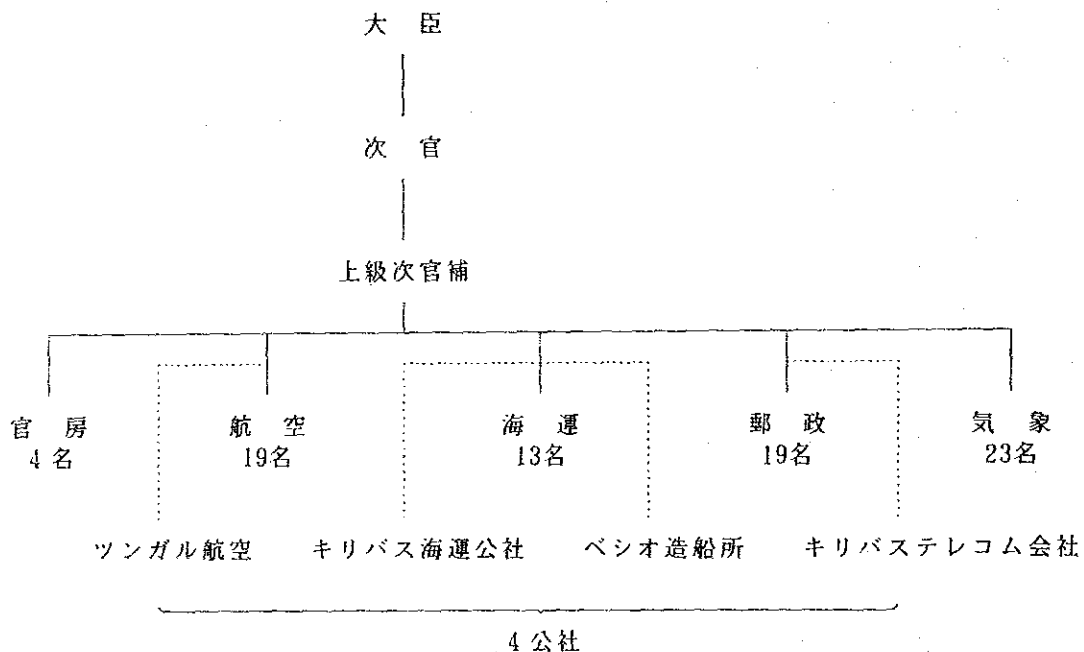 大臣
次官
上級次官補
官房 航空 海運 郵政 気象
4名 19名 13名 19名 23名
ツンガル航空 キリバス海運公社 ベシオ造船所 キリバステレコム会社
4公社